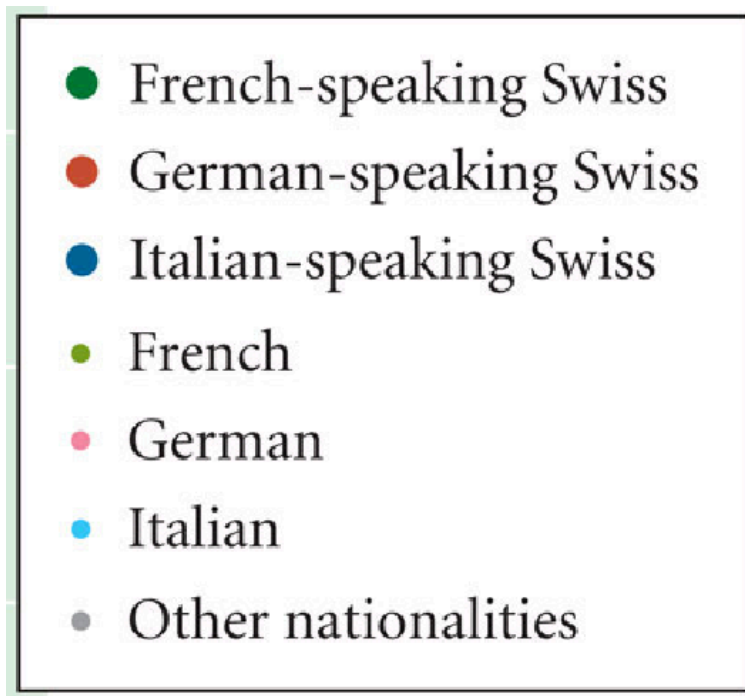 French-speaking Swiss
German-speaking Swiss
Italian-speaking Swiss
French
German
Italian
Other nationalities